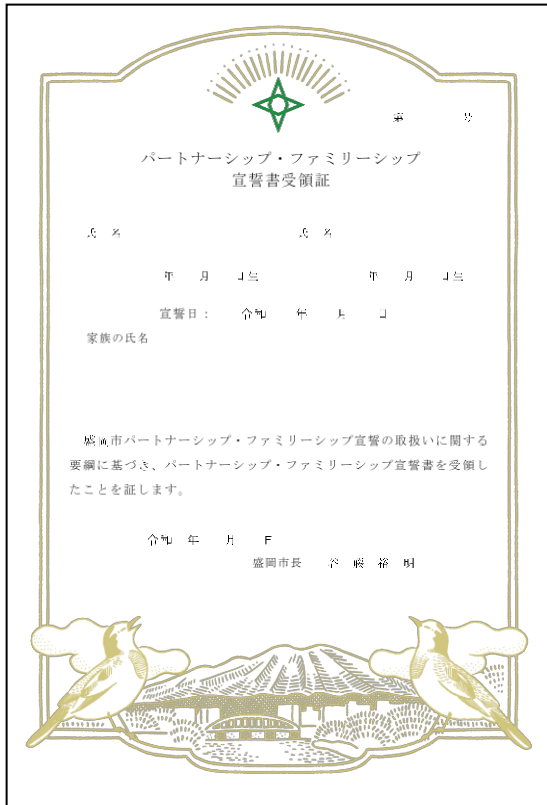 第　　号
パートナーシップ・ファミリーシップ
宣誓書受領証
氏 名　　氏 名
年 月 日生　　年 月 日生
宣誓日： 令和 年 月 日
家族の氏名
盛岡市パートナーシップ・ファミリーシップ宣誓の取扱いに関する
要綱に基づき、パートナーシップ・ファミリーシップ宣誓書を受領し
たことを証します。
令和 年 月 日
盛岡市長 谷 藤 裕 明